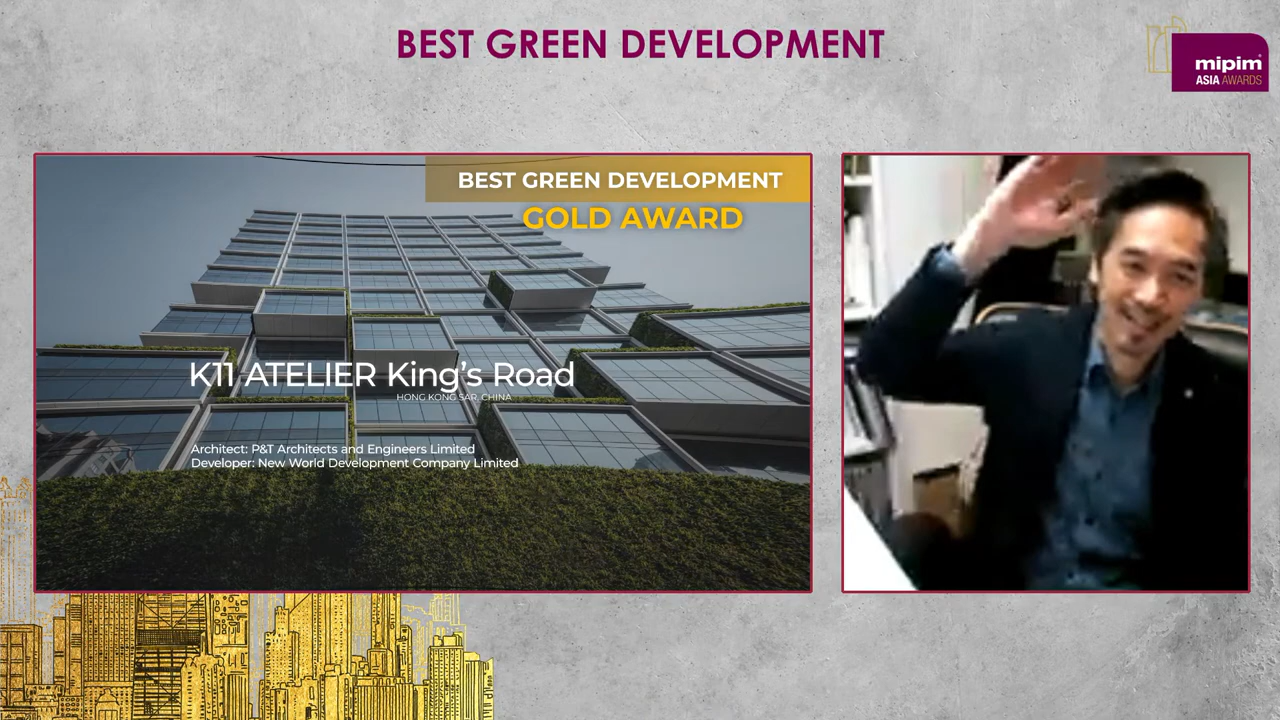 BEST GREEN DEVELOPMENT
mipim
ASIA AWARDS
BEST GREEN DEVELOPMENT
GOLD AWARD
K11 ATELIER King's Road
HONG KONG SAR, CHINA
Architect: P&T Architects and Engineers Limited
Developer: New World Development Company Limited